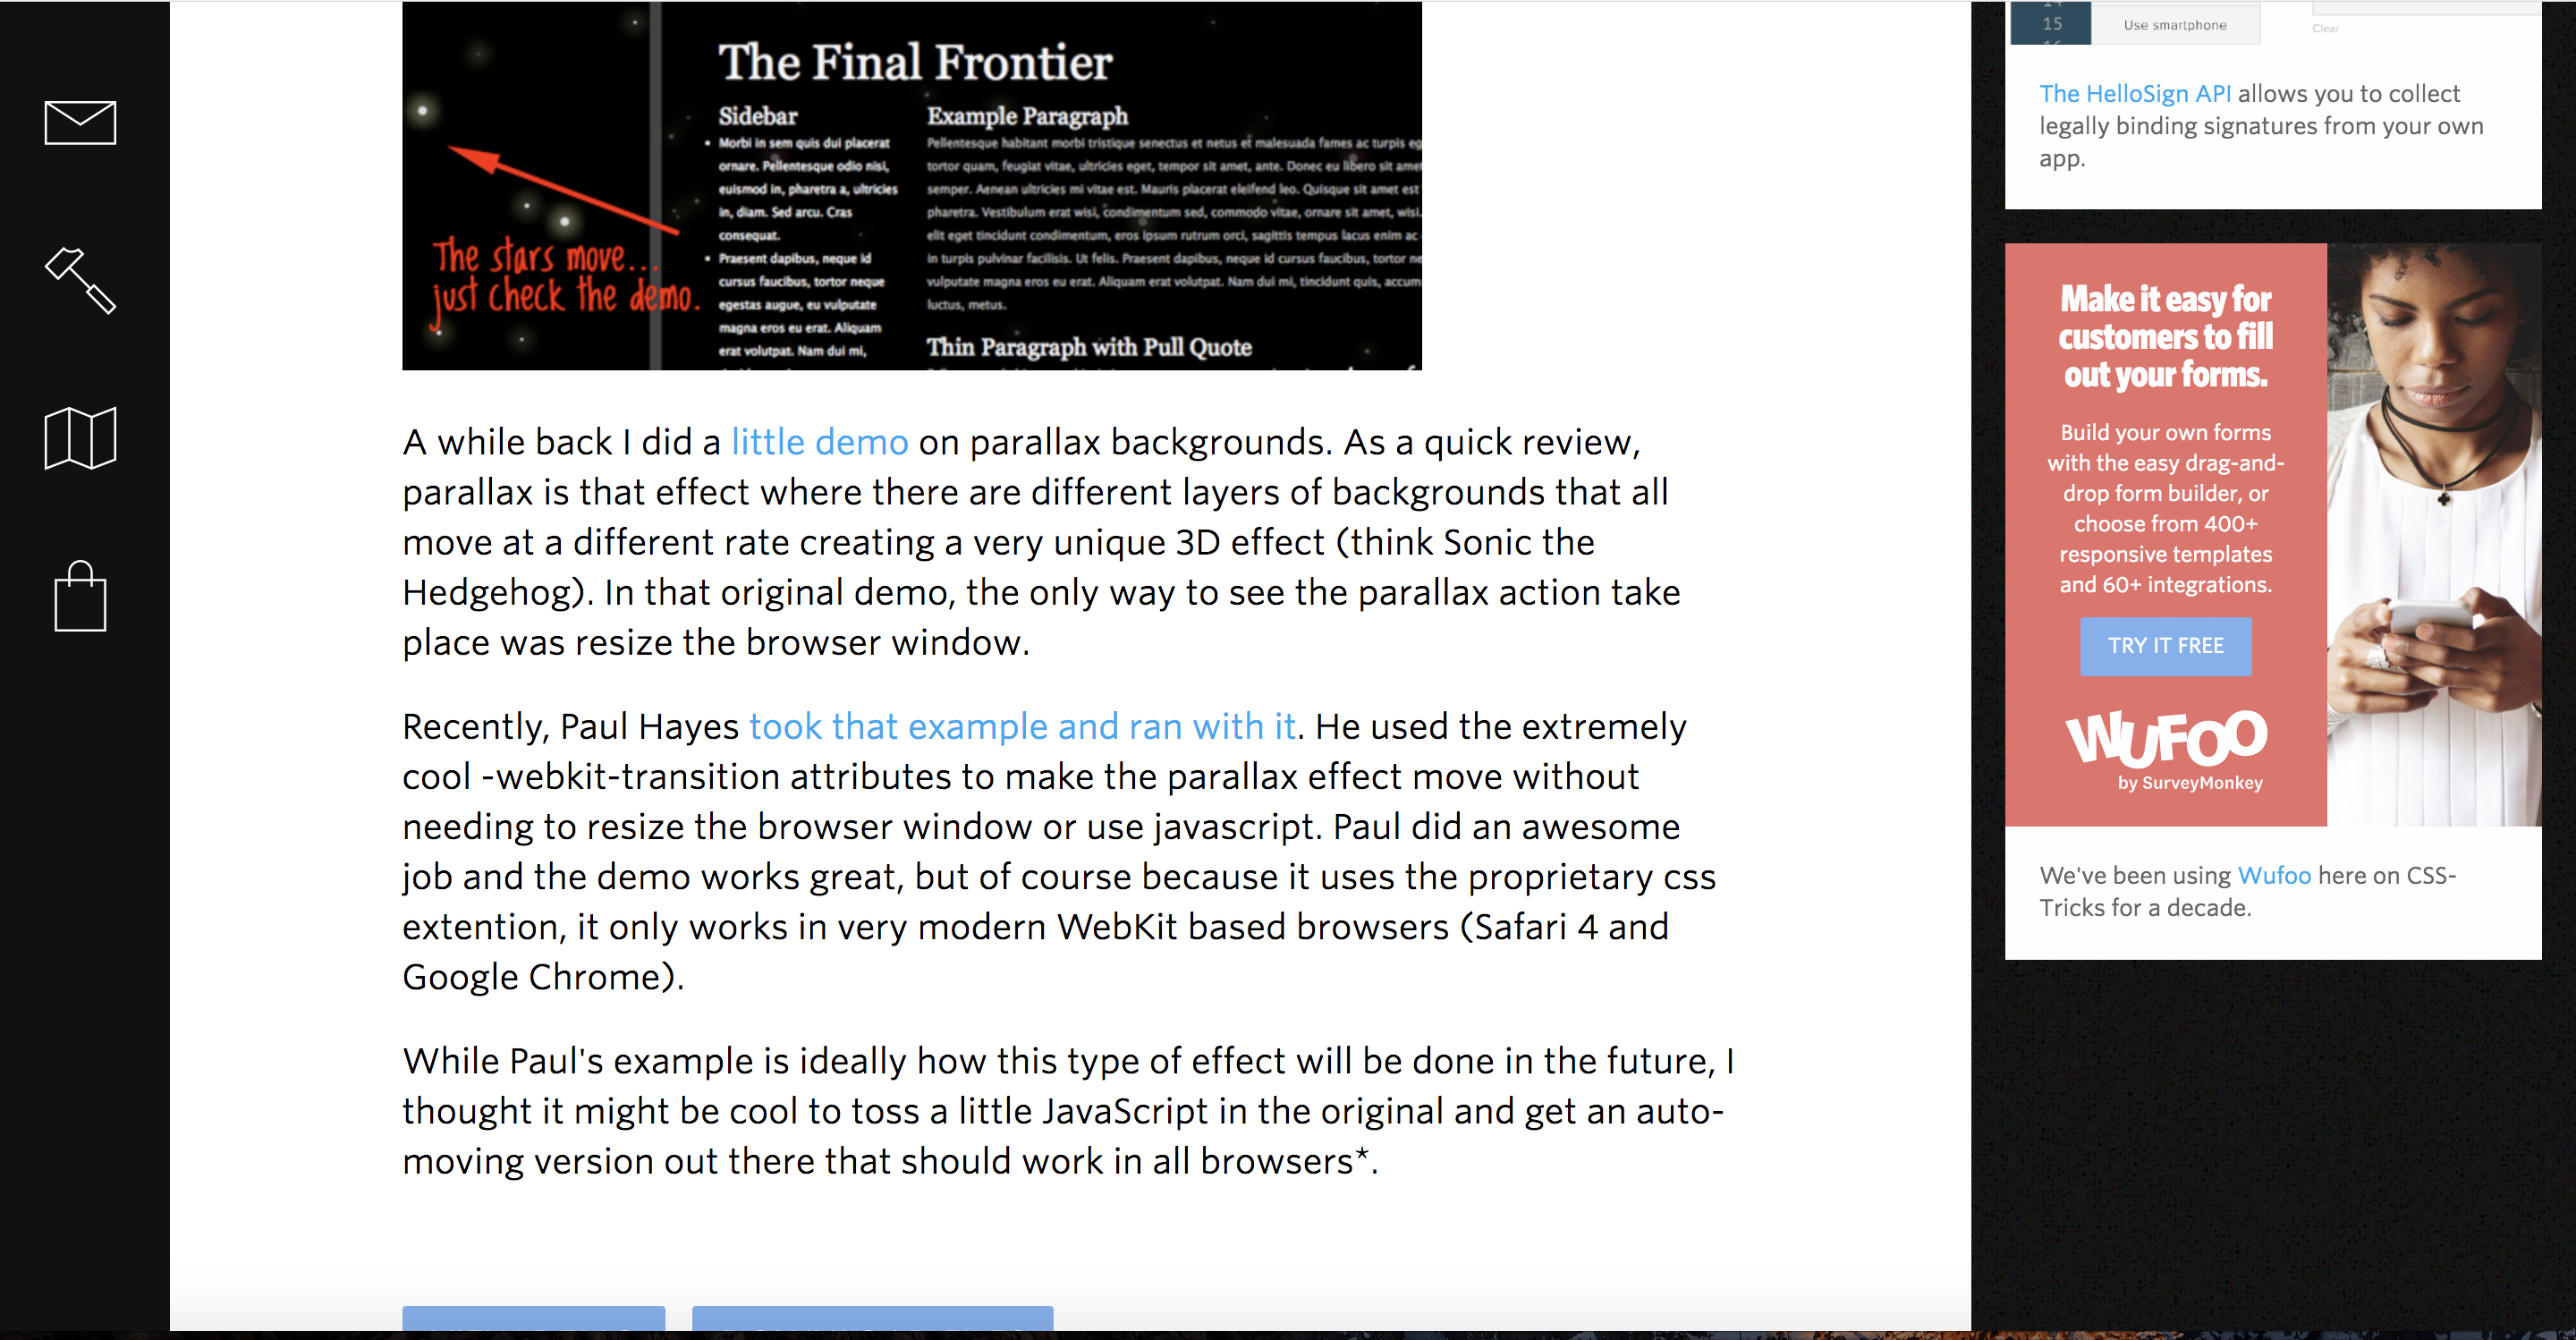 The Final Frontier
Sidebar
• Morbi in sem quis dui placerat
ornare. Pellentesque odio nisi,
euismod in, pharetra a, ultricies
in, diam. Sed arcu. Cras
consequat.
• Praesent dapibus, neque id
cursus faucibus, tortor neque
egestas augue, eu vulputate
magna eros eu erat. Aliquam
erat volutpat. Nam dui mi,
Example Paragraph
Pellentesque habitant morbi tristique senectus et netus et malesuada fames ac turpis eg
tortor quam, feugiat vitae, ultricies eget, tempor sit amet, ante. Donec eu libero sit amet
semper. Aenean ultricies mi vitae est. Mauris placerat eleifend leo. Quisque sit amet est
pharetra. Vestibulum erat wisi, condimentum sed, commodo vitae, ornare sit amet, wisi.
elit eget tincidunt condimentum, eros ipsum rutrum orci, sagittis tempus lacus enim ac
in turpis pulvinar facilisis. Ut felis. Praesent dapibus, neque id cursus faucibus, tortor ne
vulputate magna eros eu erat. Aliquam erat volutpat. Nam dui mi, tincidunt quis, accum
luctus, metus.
Thin Paragraph with Pull Quote
The stars move...
just check the demo.
A while back I did a little demo on parallax backgrounds. As a quick review,
parallax is that effect where there are different layers of backgrounds that all
move at a different rate creating a very unique 3D effect (think Sonic the
Hedgehog). In that original demo, the only way to see the parallax action take
place was resize the browser window.
Recently, Paul Hayes took that example and ran with it. He used the extremely
cool -webkit-transition attributes to make the parallax effect move without
needing to resize the browser window or use javascript. Paul did an awesome
job and the demo works great, but of course because it uses the proprietary css
extention, it only works in very modern WebKit based browsers (Safari 4 and
Google Chrome).
While Paul's example is ideally how this type of effect will be done in the future, I
thought it might be cool to toss a little JavaScript in the original and get an auto-
moving version out there that should work in all browsers*.
15
Use smartphone
Clear
The HelloSign API allows you to collect
legally binding signatures from your own
app.
Make it easy for
customers to fill
out your forms.
Build your own forms
with the easy drag-and-
drop form builder, or
choose from 400+
responsive templates
and 60+ integrations.
TRY IT FREE
WUFOO
by SurveyMonkey
We've been using Wufoo here on CSS-
Tricks for a decade.